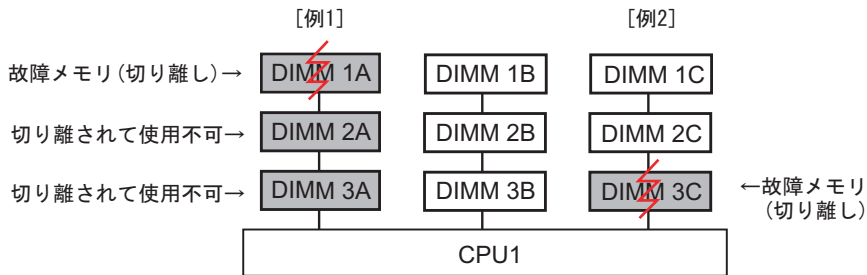 [例1]
[例2]
故障メモリ(切り離し)→
DIMM 1A
DIMM 1B
DIMM 1C
切り離されて使用不可→
DIMM 2A
DIMM 2B
DIMM 2C
切り離されて使用不可→
DIMM 3A
DIMM 3B
DIMM 3C
←故障メモリ
(切り離し)
CPU1